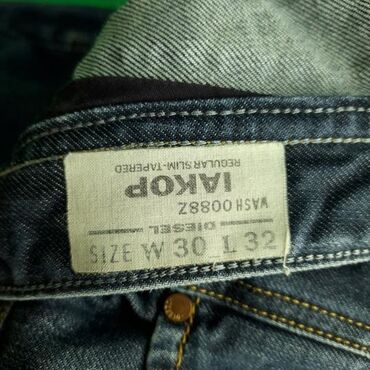 REGULAR SLIM-TAPERED
IAKOP
WASH 0088Z
DIESEL
SIZE W 30 L 32